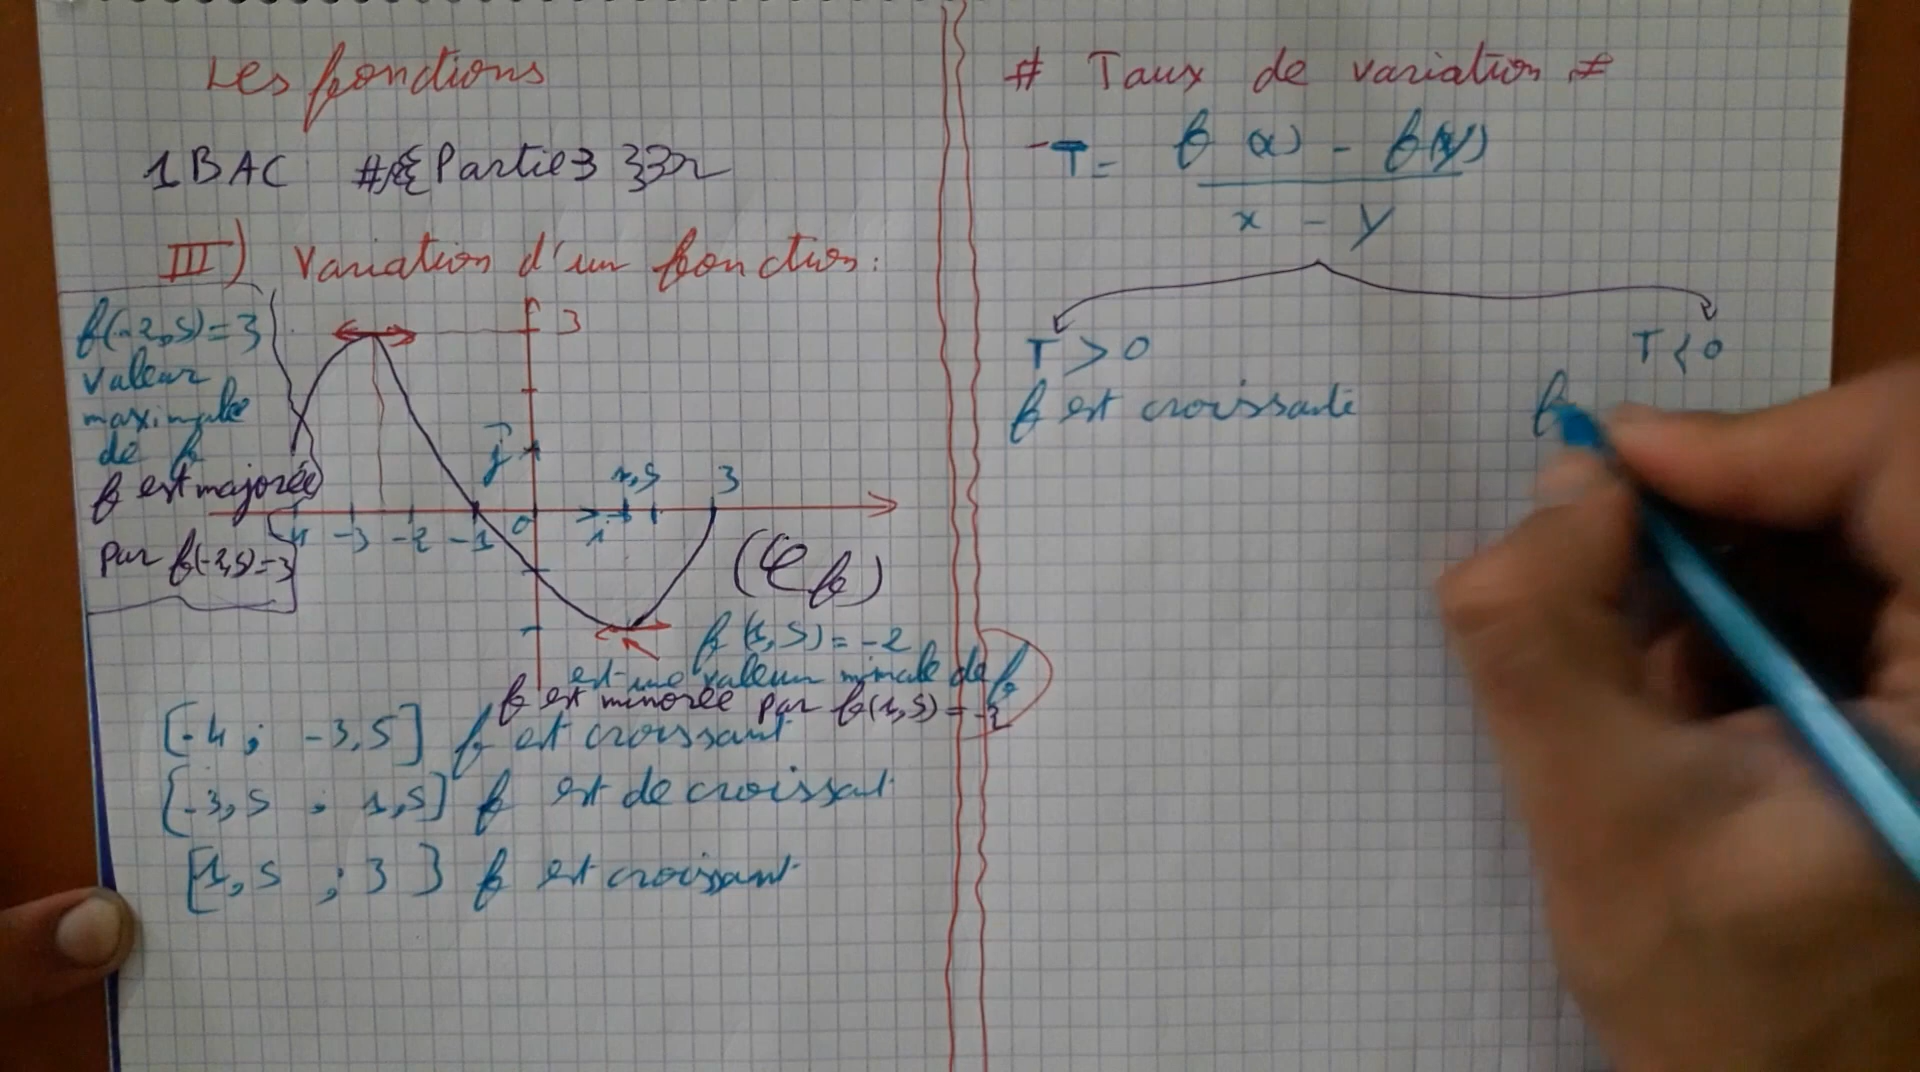 Les fonctions
1BAC #{{Partie3}}
III) Variation d'un fonction:
f(-2,5)=3
valeur
maximale
de f
f est majorée
par f(-2,5)=3
3
j
1,5
3
-4 -3 -2 -1 0 1
(Cf)
f(1,5)=-2
est une valeur minimale de f
f est minorée par f(1,5)=-2
[-4; -3,5] f est croissant
[-3,5 ; 1,5] f est decroissant
[1,5 ; 3] f est croissant
# Taux de variation #
T= f(x) - f(y)
x - y
T>0 T<0
f est croissante f